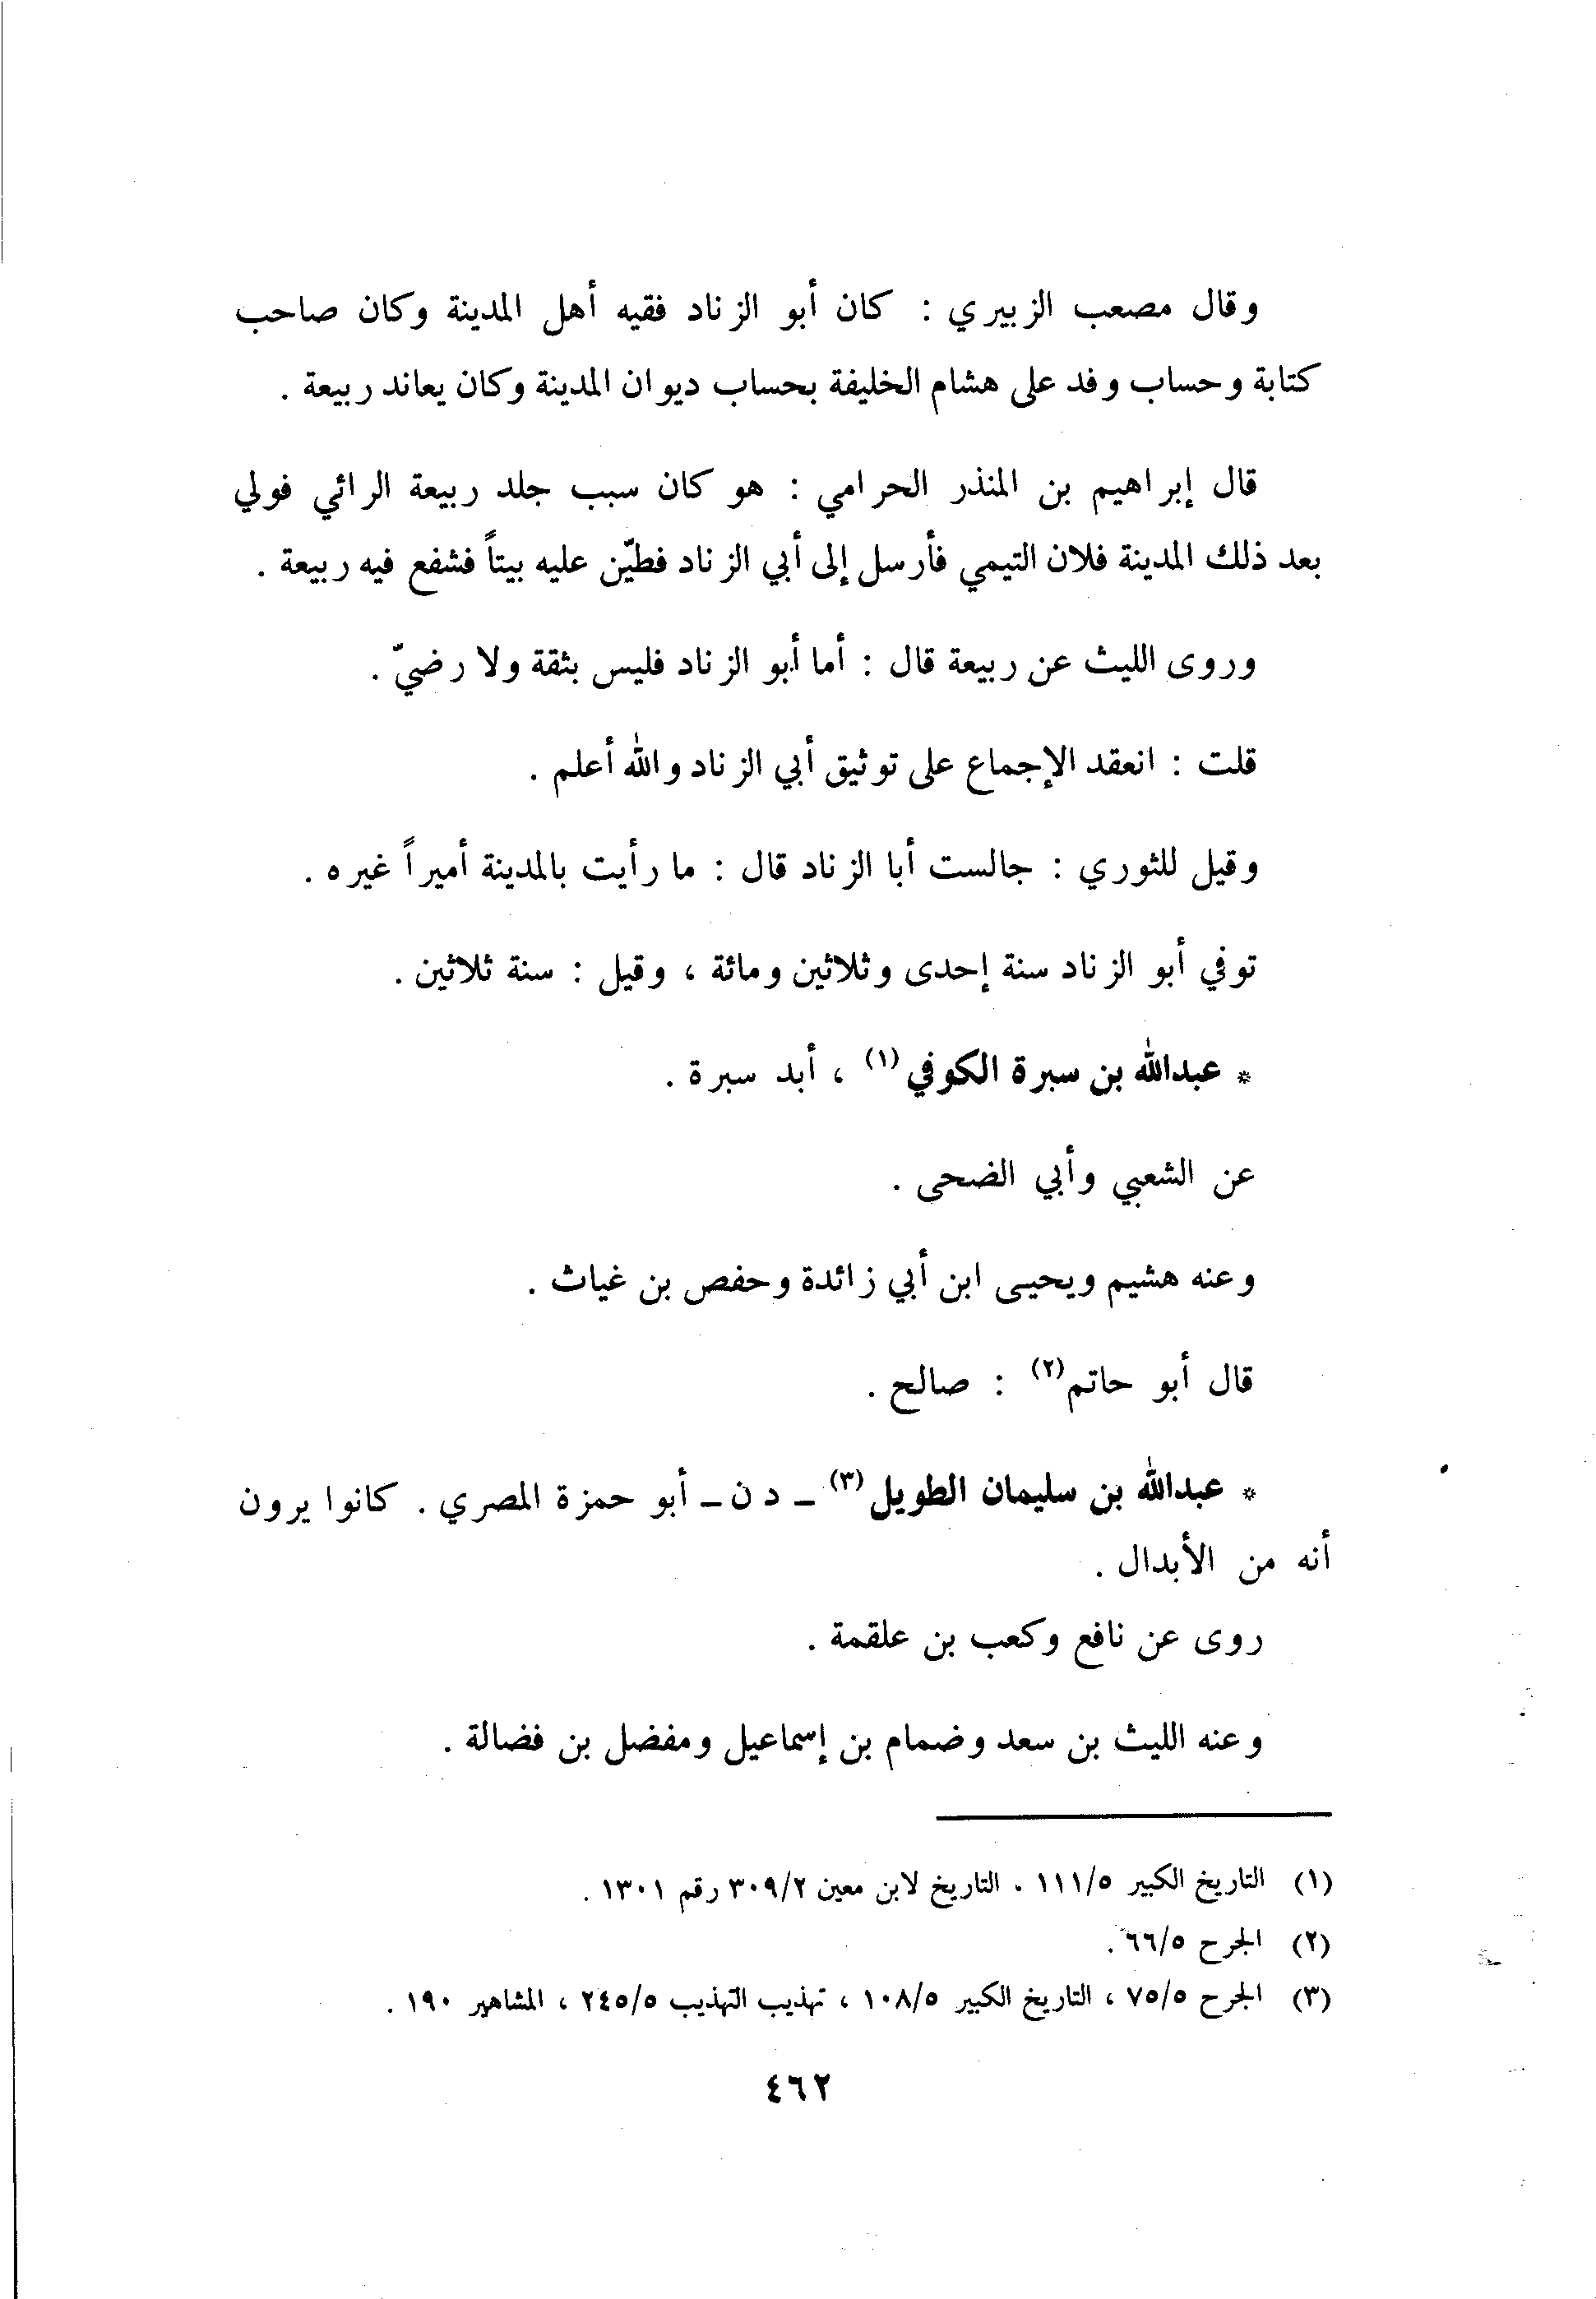 وقال مصعب الزبيري : كان أبو الزناد فقيه أهل المدينة وكان صاحب
كتابة وحساب وفد على هشام الخليفة بحساب ديوان المدينة وكان يعاند ربيعة .
قال إبراهيم بن المنذر الحرامي : هو كان سبب جلد ربيعة الرائي فولي
بعد ذلك المدينة فلان التيمي فأرسل إلى أبي الزناد فطيّن عليه بيتاً فشفع فيه ربيعة .
وروى الليث عن ربيعة قال : أما أبو الزناد فليس بثقة ولا رضيّ .
قلت : انعقد الإجماع على توثيق أبي الزناد والله أعلم .
وقيل للثوري : جالست أبا الزناد قال : ما رأيت بالمدينة أميراً غيره .
توفي أبو الزناد سنة إحدى وثلاثين ومائة ، وقيل : سنة ثلاثين .
* عبدالله بن سبرة الكوفي (١) ، أبد سبرة .
عن الشعبي وأبي الضحى .
وعنه هشيم ويحيى ابن أبي زائدة وحفص بن غياث .
قال أبو حاتم (٢) : صالح .
* عبدالله بن سليمان الطويل (٣) ـ د ن ـ أبو حمزة المصري . كانوا يرون
أنه من الأبدال .
روى عن نافع وكعب بن علقمة .
وعنه الليث بن سعد وضمام بن إسماعيل ومفضل بن فضالة .
(١) التاريخ الكبير ١١١/٥ . التاريخ لابن معين ٣٠٩/٢ رقم ١٣٠١ .
(٢) الجرح ٦٦/٥ .
(٣) الجرح ٧٥/٥ ، التاريخ الكبير ١٠٨/٥ ، تهذيب التهذيب ٢٤٥/٥ ، المشاهير ١٩٠ .
٤٦٢